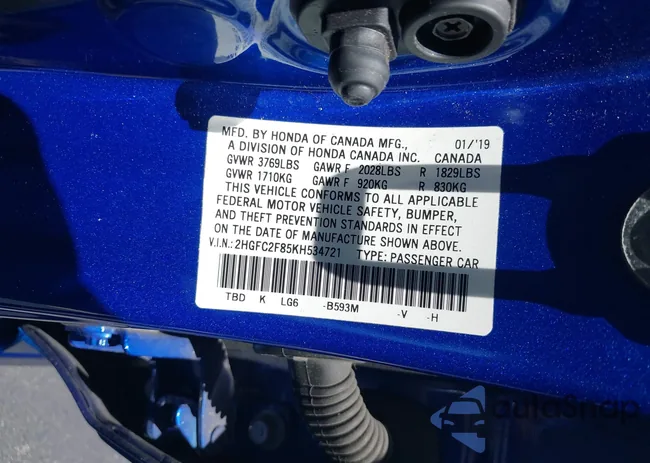 MFD. BY HONDA OF CANADA MFG., 01/'19
A DIVISION OF HONDA CANADA INC. CANADA
GVWR 3769LBS GAWR F 2028LBS R 1829LBS
GVWR 1710KG GAWR F 920KG R 830KG
THIS VEHICLE CONFORMS TO ALL APPLICABLE
FEDERAL MOTOR VEHICLE SAFETY, BUMPER,
AND THEFT PREVENTION STANDARDS IN EFFECT
ON THE DATE OF MANUFACTURE SHOWN ABOVE.
V.I.N.: 2HGFC2F85KH534721 TYPE: PASSENGER CAR
TBD K LG6 -B593M -V -H
autoSnap